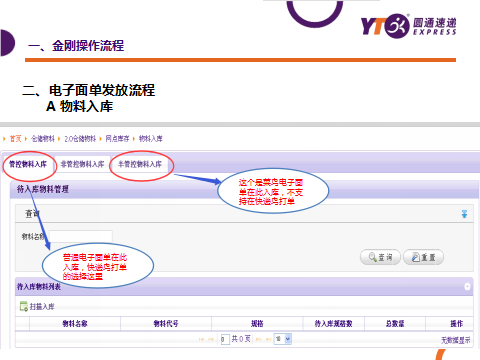 YTO 圆通速递
EXPRESS
一、金刚操作流程
二、电子面单发放流程
A 物料入库
首页 仓储物料 2.0仓储物料 网点库存 物料入库
管控物料入库 非管控物料入库 半管控物料入库
待入库物料管理
这个是菜鸟电子面
单在此入库，不支
持在快递鸟打单
查询
物料名称
普通电子面单在此
入库，快递鸟打单
的选择这里
查询 重置
待入库物料列表
扫描入库
物料名称 物料代号 规格 待入库规格数 总数量 操作
0 共 0 页 10 无数据显示